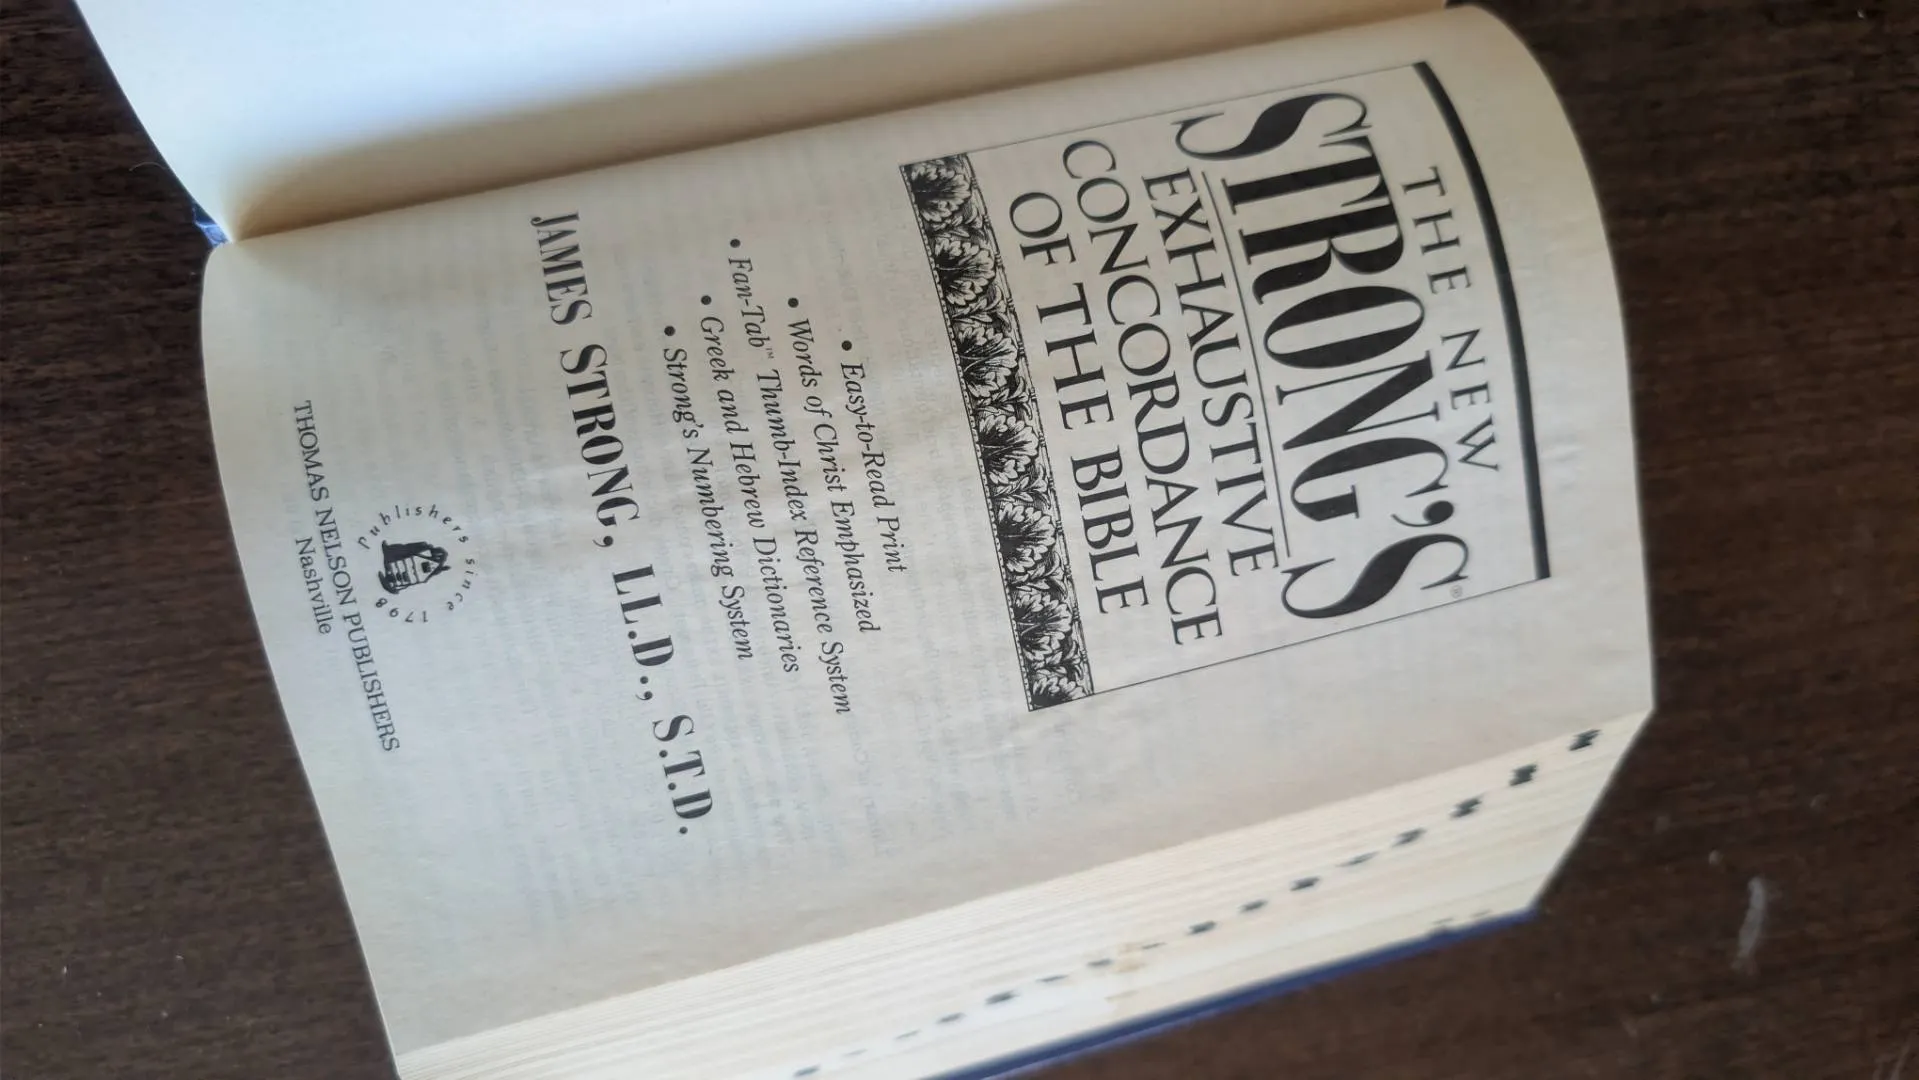 THE NEW
STRONG'S®
EXHAUSTIVE
CONCORDANCE
OF THE BIBLE
• Easy-to-Read Print
• Words of Christ Emphasized
• Fan-Tab™ Thumb-Index Reference System
• Greek and Hebrew Dictionaries
• Strong's Numbering System
JAMES STRONG, LL.D., S.T.D.
Publishers since 1798
THOMAS NELSON PUBLISHERS
Nashville